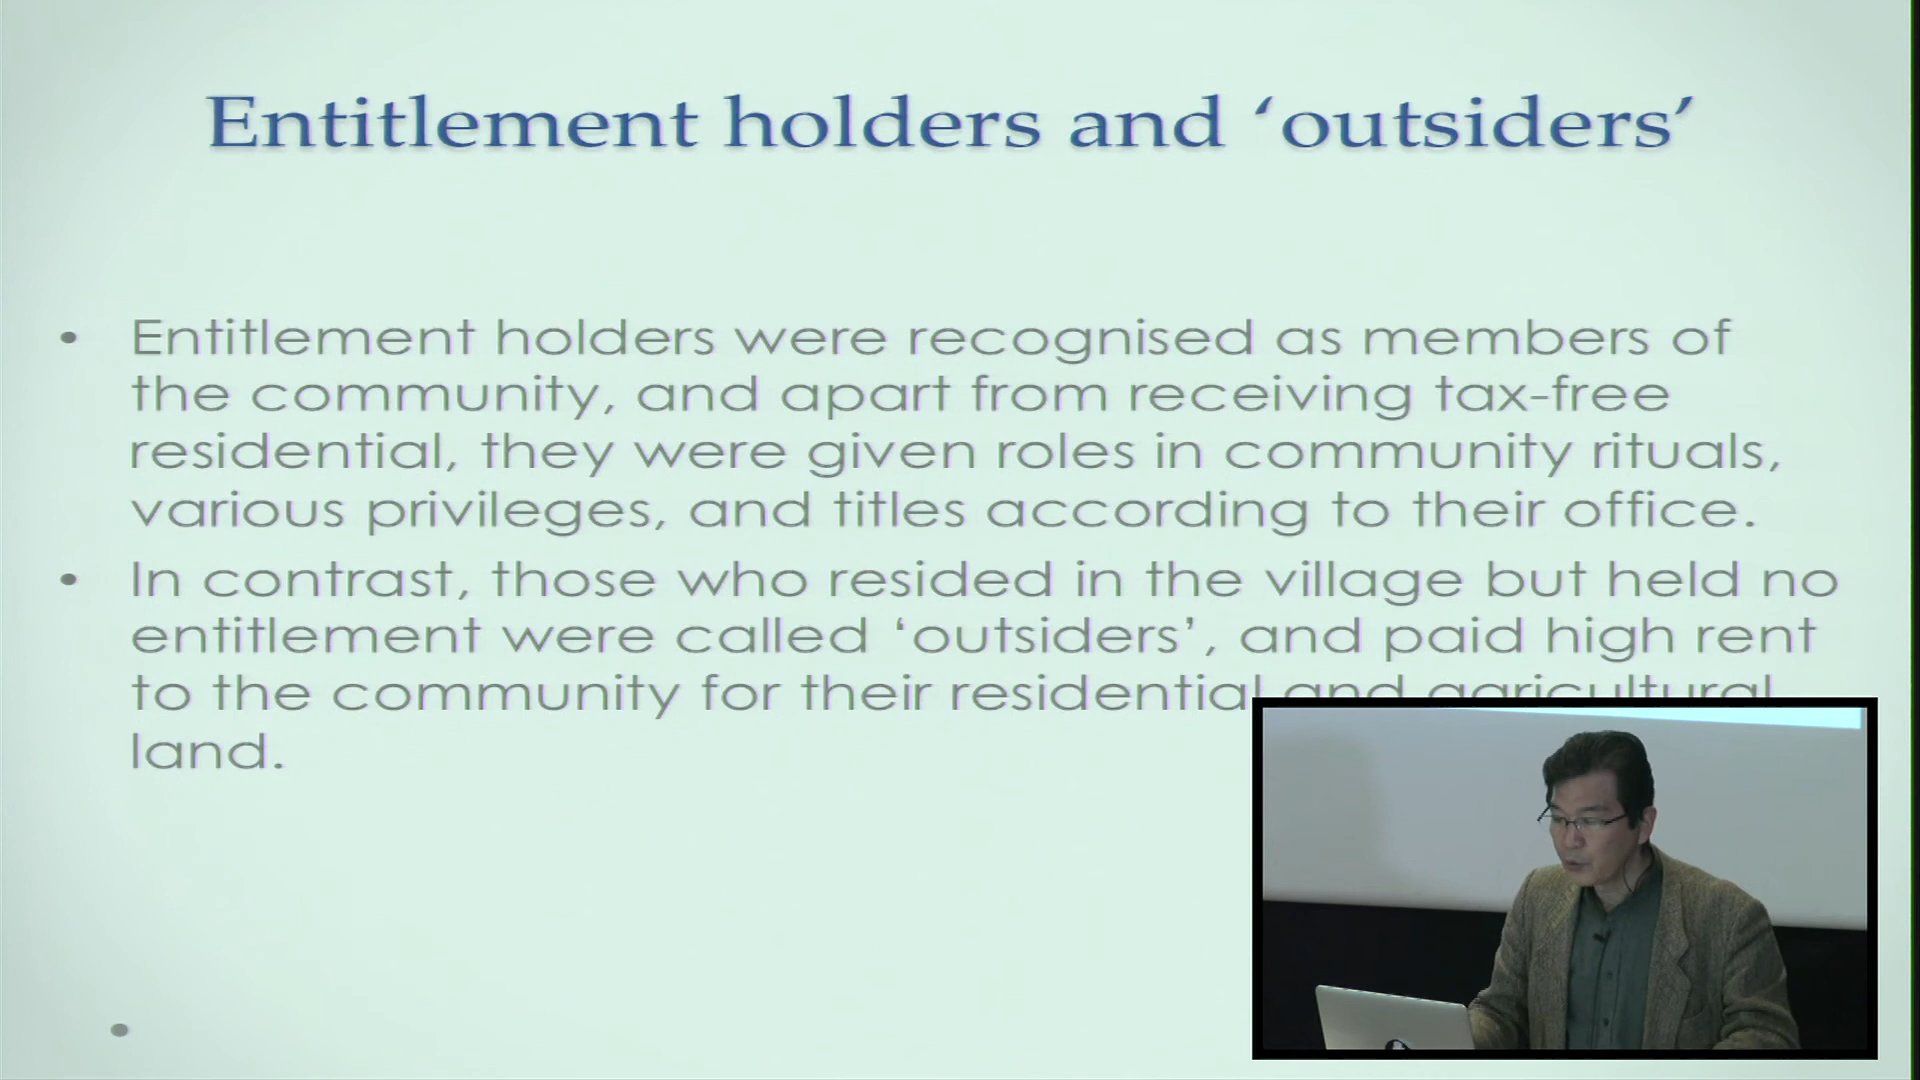 Entitlement holders and ‘outsiders’
• Entitlement holders were recognised as members of
the community, and apart from receiving tax-free
residential, they were given roles in community rituals,
various privileges, and titles according to their office.
• In contrast, those who resided in the village but held no
entitlement were called ‘outsiders’, and paid high rent
to the community for their residential and agricultural
land.